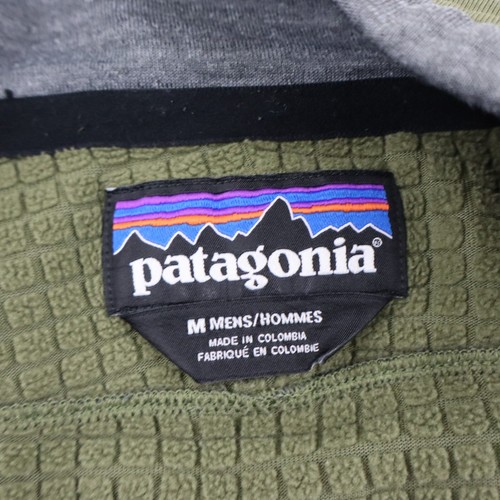 patagonia®
M MENS/HOMMES
MADE IN COLOMBIA
FABRIQUÉ EN COLOMBIE